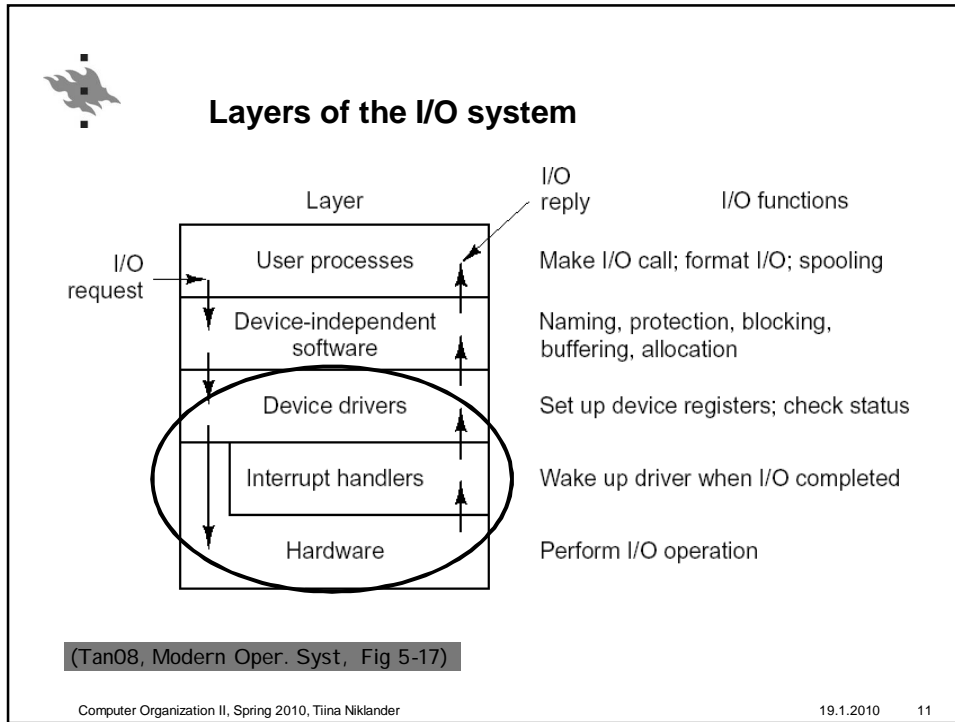 Layers of the I/O system
Layer
I/O
reply
I/O functions
I/O
request
User processes
Make I/O call; format I/O; spooling
Device-independent
software
Naming, protection, blocking,
buffering, allocation
Device drivers
Set up device registers; check status
Interrupt handlers
Wake up driver when I/O completed
Hardware
Perform I/O operation
(Tan08, Modern Oper. Syst, Fig 5-17)
Computer Organization II, Spring 2010, Tiina Niklander
19.1.2010
11